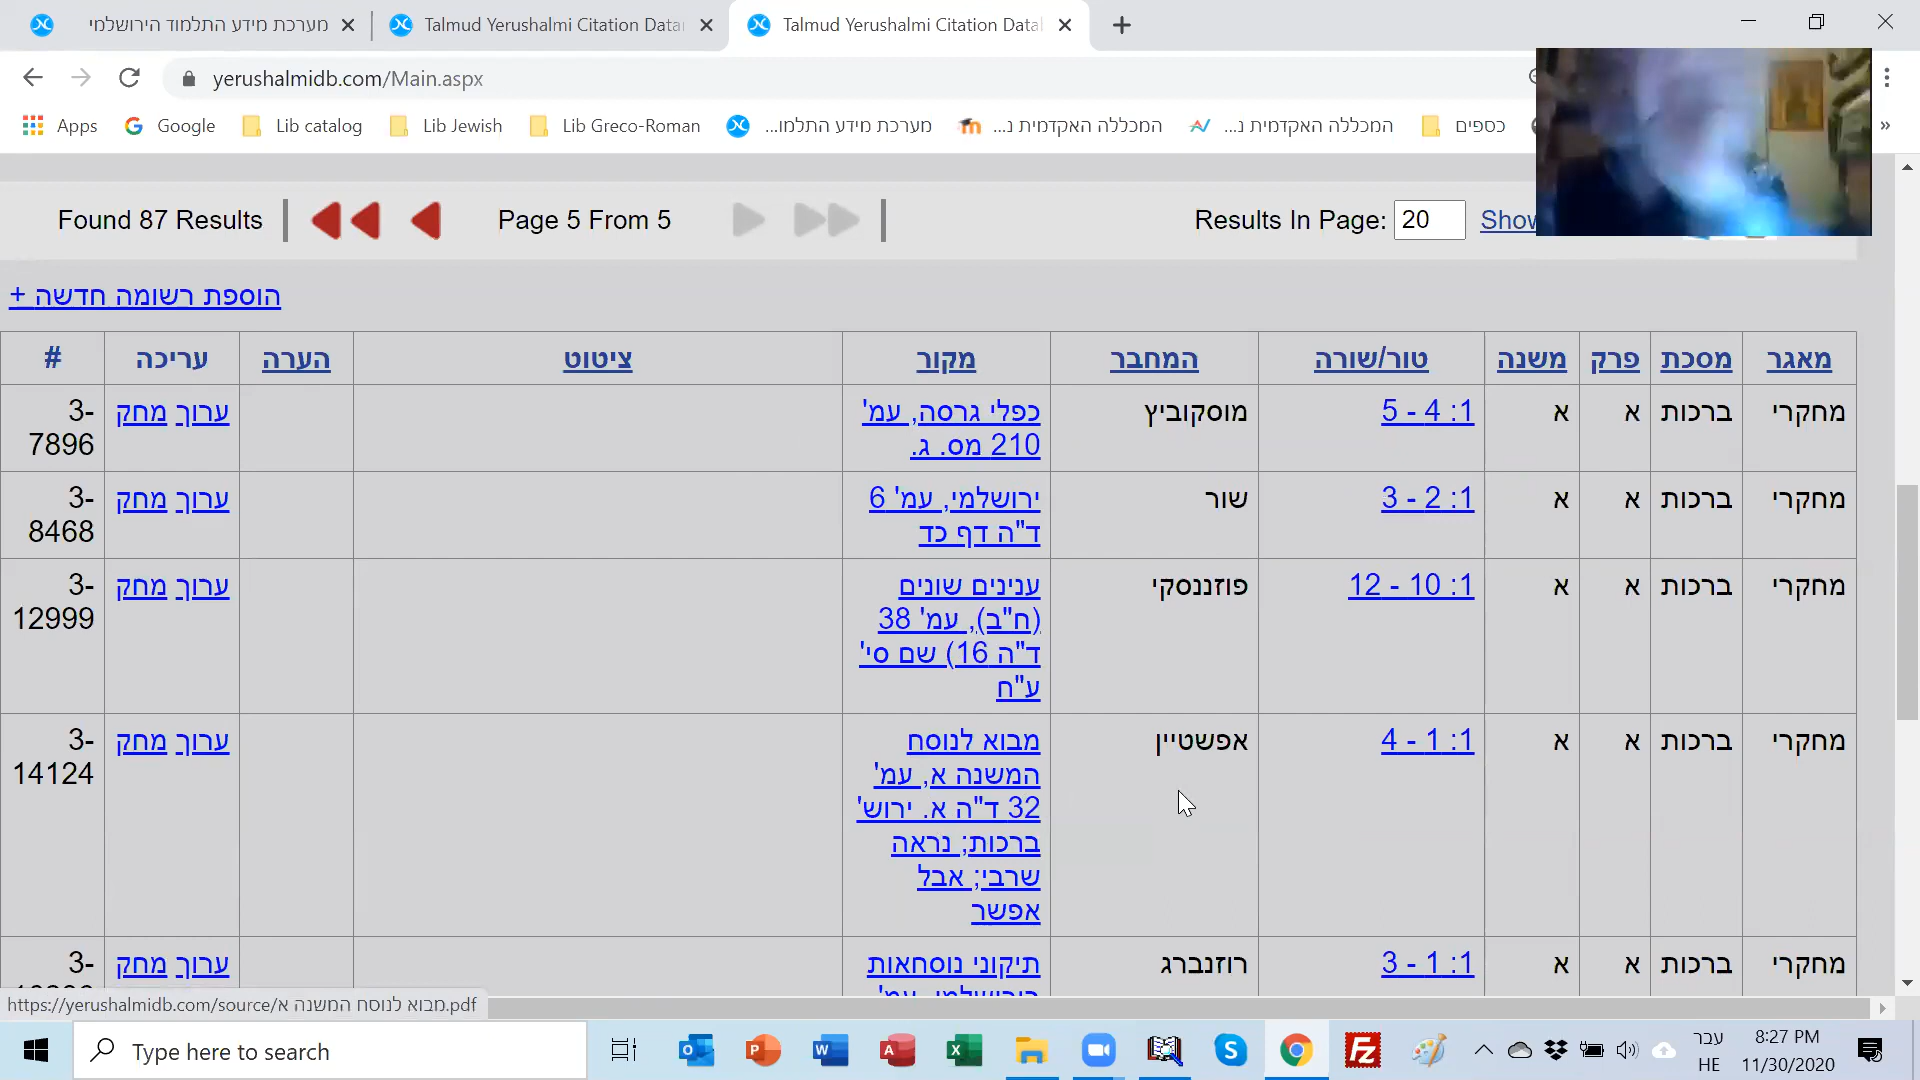 מערכת מידע התלמוד הירושלמי
Talmud Yerushalmi Citation Data
Talmud Yerushalmi Citation Datal
yerushalmidb.com/Main.aspx
Apps
Google
Lib catalog
Lib Jewish
Lib Greco-Roman
מערכת מידע התלמו...
המכללה האקדמית נ...
המכללה האקדמית נ...
כספים
»
Found 87 Results
Page 5 From 5
Results In Page: 20
הוספת רשומה חדשה +
מאגר מסכת פרק משנה טור/שורה המחבר מקור ציטוט הערה עריכה #
מחקרי ברכות א א 1: 4 - 5 מוסקוביץ כפלי גרסה, עמ' ערוך מחק 3-
210 מס. ג. 7896
מחקרי ברכות א א 1: 2 - 3 שור ירושלמי, עמ' 6 ערוך מחק 3-
ד"ה דף כד 8468
מחקרי ברכות א א 1: 10 - 12 פוזננסקי ענינים שונים ערוך מחק 3-
(ח"ב), עמ' 38 12999
ד"ה 16) שם סי'
ע"ח
מחקרי ברכות א א 1: 1 - 4 אפשטיין מבוא לנוסח ערוך מחק 3-
המשנה א, עמ' 14124
32 ד"ה א. ירוש'
ברכות; נראה
שרבי; אבל
אפשר
מחקרי ברכות א א 1: 1 - 3 רוזנברג תיקוני נוסחאות ערוך מחק 3-
https://yerushalmidb.com/source/מבוא לנוסח המשנה א.pdf
Type here to search
עבר
HE
8:27 PM
11/30/2020